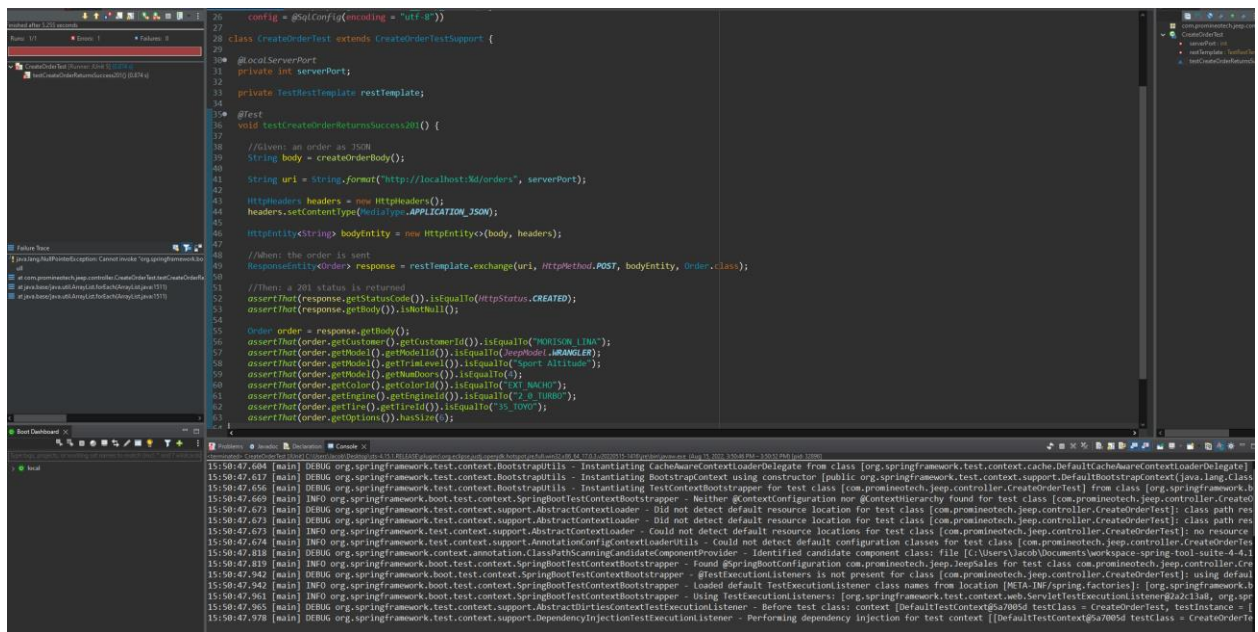 finished after 5.255 seconds
Runs: 1/1
Errors: 1
Failures: 0
CreateOrderTest [Runner: JUnit 5] (0.874 s)
testCreateOrderReturnsSuccess201() (0.874 s)
Failure Trace
java.lang.NullPointerException: Cannot invoke "org.springframework.bo
at com.promineotech.jeep.controller.CreateOrderTest.testCreateOrderRe
at java.base/java.util.ArrayList.forEach(ArrayList.java:1511)
at java.base/java.util.ArrayList.forEach(ArrayList.java:1511)
Boot Dashboard
local
26 config = @SqlConfig(encoding = "utf-8"))
27
28 class CreateOrderTest extends CreateOrderTestSupport {
29
30 @LocalServerPort
31 private int serverPort;
32
33 private TestRestTemplate restTemplate;
34
35 @Test
36 void testCreateOrderReturnsSuccess201() {
37
38 //Given: an order as JSON
39 String body = createOrderBody();
40
41 String uri = String.format("http://localhost:%d/orders", serverPort);
42
43 HttpHeaders headers = new HttpHeaders();
44 headers.setContentType(MediaType.APPLICATION_JSON);
45
46 HttpEntity<String> bodyEntity = new HttpEntity<>(body, headers);
47
48 //When: the order is sent
49 ResponseEntity<Order> response = restTemplate.exchange(uri, HttpMethod.POST, bodyEntity, Order.class);
50
51 //Then: a 201 status is returned
52 assertThat(response.getStatusCode()).isEqualTo(HttpStatus.CREATED);
53 assertThat(response.getBody()).isNotNull();
54
55 Order order = response.getBody();
56 assertThat(order.getCustomer().getCustomerId()).isEqualTo("MORISON_LINA");
57 assertThat(order.getModel().getModelId()).isEqualTo(JeepModel.WRANGLER);
58 assertThat(order.getModel().getTrimLevel()).isEqualTo("Sport Altitude");
59 assertThat(order.getModel().getNumDoors()).isEqualTo(4);
60 assertThat(order.getColor().getColorId()).isEqualTo("EXT_NACHO");
61 assertThat(order.getEngine().getEngineId()).isEqualTo("2_0_TURBO");
62 assertThat(order.getTire().getTireId()).isEqualTo("35_TOYO");
63 assertThat(order.getOptions()).hasSize(6);
com.promineotech.jeep.con
CreateOrderTest
serverPort : int
restTemplate : TestRestTe
testCreateOrderReturnsSu
Problems Javadoc Declaration Console
15:50:47.604 [main] DEBUG org.springframework.test.context.BootstrapUtils - Instantiating CacheAwareContextLoaderDelegate from class [org.springframework.test.context.cache.DefaultCacheAwareContextLoaderDelegate]
15:50:47.617 [main] DEBUG org.springframework.test.context.BootstrapUtils - Instantiating BootstrapContext using constructor [public org.springframework.test.context.support.DefaultBootstrapContext(java.lang.Class
15:50:47.656 [main] DEBUG org.springframework.test.context.BootstrapUtils - Instantiating TestContextBootstrapper for test class [com.promineotech.jeep.controller.CreateOrderTest] from class [org.springframework.b
15:50:47.669 [main] INFO org.springframework.boot.test.context.SpringBootTestContextBootstrapper - Neither @ContextConfiguration nor @ContextHierarchy found for test class [com.promineotech.jeep.controller.CreateO
15:50:47.673 [main] DEBUG org.springframework.test.context.support.AbstractContextLoader - Did not detect default resource location for test class [com.promineotech.jeep.controller.CreateOrderTest]: class path res
15:50:47.673 [main] DEBUG org.springframework.test.context.support.AbstractContextLoader - Did not detect default resource location for test class [com.promineotech.jeep.controller.CreateOrderTest]: class path res
15:50:47.673 [main] INFO org.springframework.test.context.support.AbstractContextLoader - Could not detect default resource locations for test class [com.promineotech.jeep.controller.CreateOrderTest]: no resource
15:50:47.674 [main] INFO org.springframework.test.context.support.AnnotationConfigContextLoaderUtils - Could not detect default configuration classes for test class [com.promineotech.jeep.controller.CreateOrderTes
15:50:47.818 [main] DEBUG org.springframework.context.annotation.ClassPathScanningCandidateComponentProvider - Identified candidate component class: file [C:\Users\Jacob\Documents\workspace-spring-tool-suite-4-4.1
15:50:47.819 [main] INFO org.springframework.boot.test.context.SpringBootTestContextBootstrapper - Found @SpringBootConfiguration com.promineotech.jeep.JeepSales for test class [com.promineotech.jeep.controller.Cre
15:50:47.942 [main] DEBUG org.springframework.boot.test.context.SpringBootTestContextBootstrapper - @TestExecutionListeners is not present for class [com.promineotech.jeep.controller.CreateOrderTest]: using defaul
15:50:47.942 [main] INFO org.springframework.boot.test.context.SpringBootTestContextBootstrapper - Loaded default TestExecutionListener class names from location [META-INF/spring.factories]: [org.springframework.b
15:50:47.961 [main] INFO org.springframework.boot.test.context.SpringBootTestContextBootstrapper - Using TestExecutionListeners: [org.springframework.test.context.web.ServletTestExecutionListener@2a2c13a8, org.spr
15:50:47.965 [main] DEBUG org.springframework.test.context.support.AbstractDirtiesContextTestExecutionListener - Before test class: context [DefaultTestContext@5a7005d testClass = CreateOrderTest, testInstance = [
15:50:47.978 [main] DEBUG org.springframework.test.context.support.DependencyInjectionTestExecutionListener - Performing dependency injection for test context [[DefaultTestContext@5a7005d testClass = CreateOrderTe